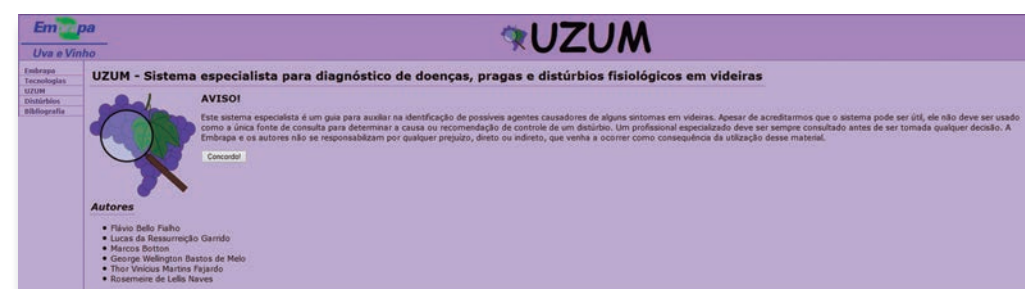 Embrapa
Uva e Vinho
UZUM
Embrapa
Tecnologias
UZUM
Distúrbios
Bibliografia
UZUM - Sistema especialista para diagnóstico de doenças, pragas e distúrbios fisiológicos em videiras
AVISO!
Este sistema especialista é um guia para auxiliar na identificação de possíveis agentes causadores de alguns sintomas em videiras. Apesar de acreditarmos que o sistema pode ser útil, ele não deve ser usado
como a única fonte de consulta para determinar a causa ou recomendação de controle de um distúrbio. Um profissional especializado deve ser sempre consultado antes de ser tomada qualquer decisão. A
Embrapa e os autores não se responsabilizam por qualquer prejuízo, direto ou indireto, que venha a ocorrer como consequência da utilização desse material.
Concordo!
Autores
• Flávio Bello Fialho
• Lucas da Ressurreição Garrido
• Marcos Botton
• George Wellington Bastos de Melo
• Thor Vinícius Martins Fajardo
• Rosemeire de Lellis Naves